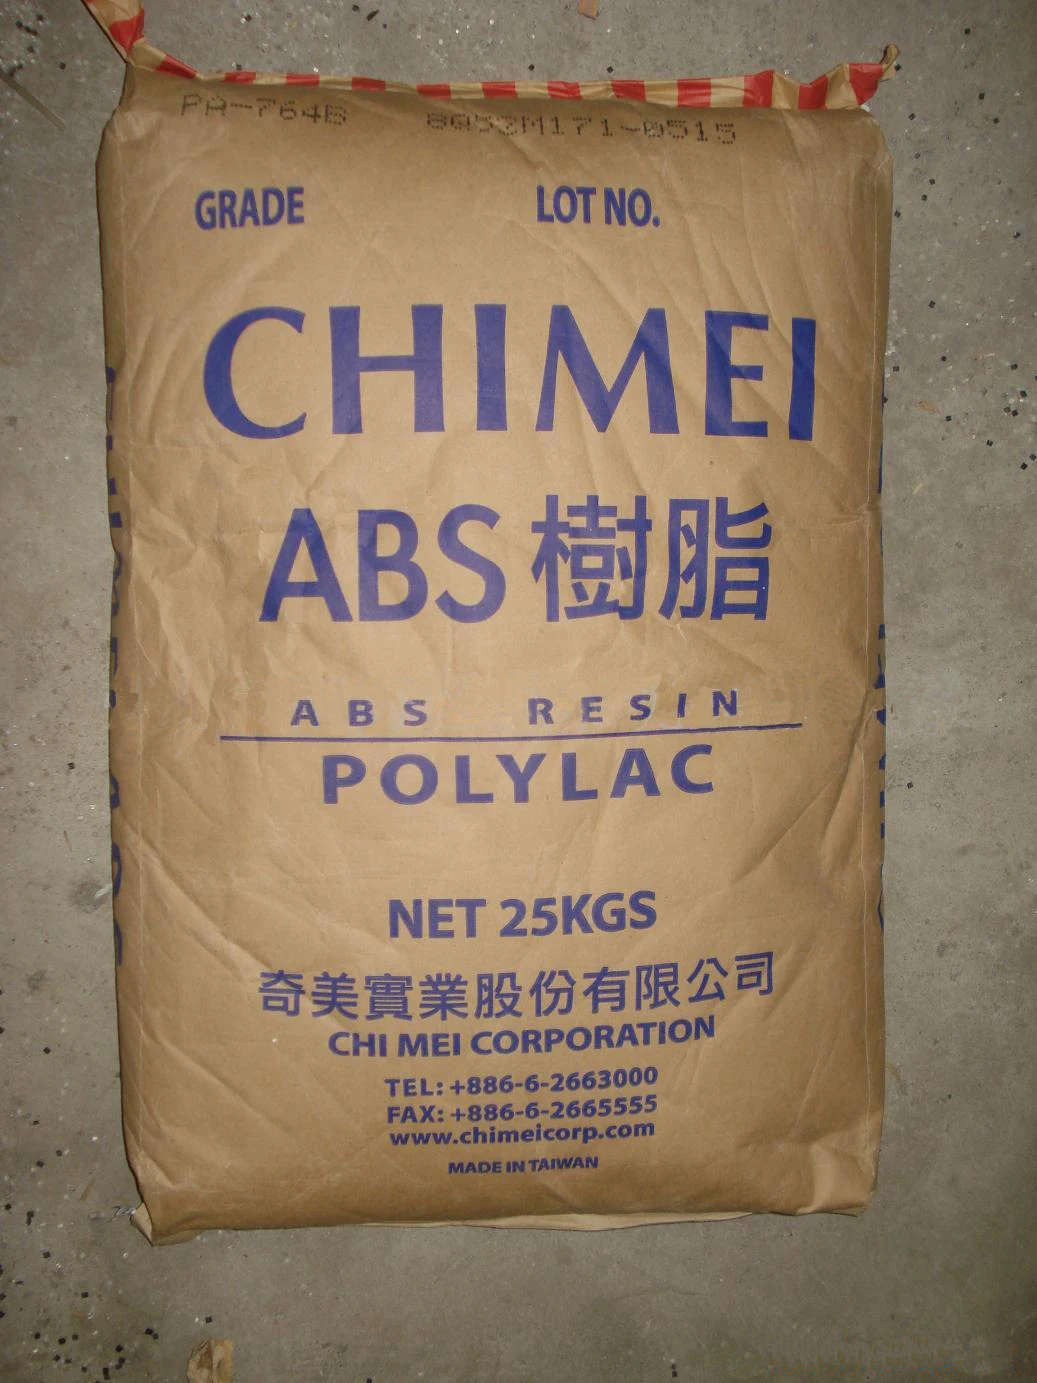 PA-764B 8Q52M171-0515
GRADE LOT NO.
CHIMEI
ABS 樹脂
ABS RESIN
POLYLAC
NET 25KGS
奇美實業股份有限公司
CHI MEI CORPORATION
TEL: +886-6-2663000
FAX: +886-6-2665555
www.chimeicorp.com
MADE IN TAIWAN